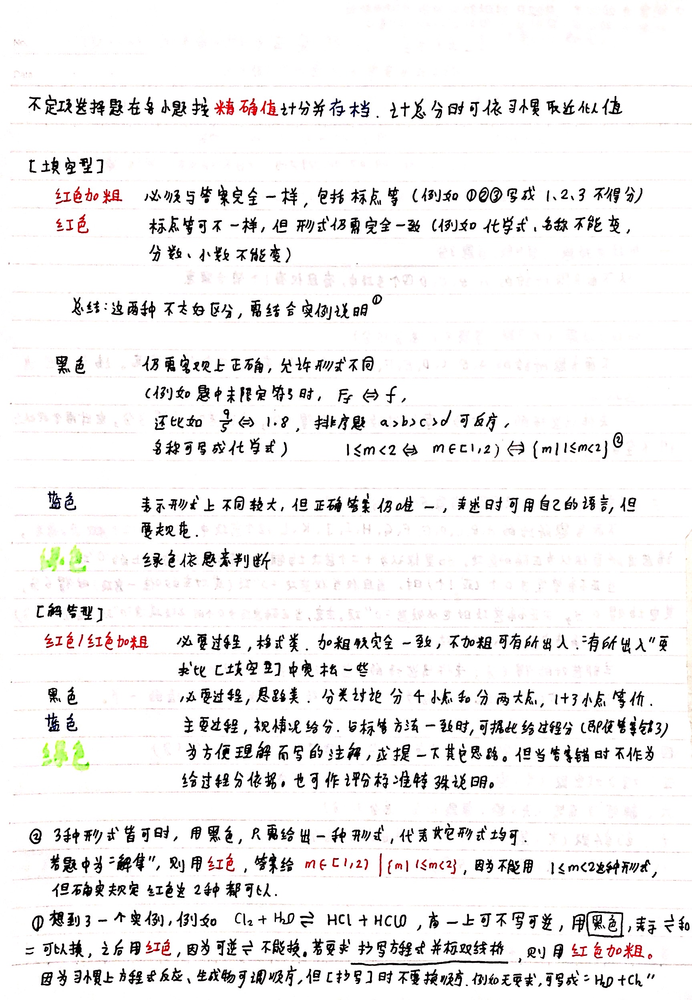 No.
Date
不定项选择题在各小题按精确值计分并存档.计总分时可依习惯取近似值
[填空型]
红色加粗 必须与答案完全一样,包括标点等(例如①②③写成1、2、3不得分)
红色 标点等可不一样,但形式仍需完全一致(例如化学式、名称不能变,
分数、小数不能变)
总结:这两种不太好区分,需结合实例说明①
黑色 仍需客观上正确,允许形式不同
(例如题中未限定符号时, Ff ⇔ f,
还比如 9/5 ⇔ 1.8, 排序题 a>b>c>d 可反序,
名称可写成化学式) 1≤m<2 ⇔ m∈[1,2) ⇔ {m|1≤m<2}②
蓝色 表示形式上不同较大,但正确答案仍唯一,表述时可用自己的语言,但
要规范.
绿色 绿色依题意判断
[解答型]
红色/红色加粗 必要过程,格式类.加粗须完全一致,不加粗可有所出入."有所出入"要
求比[填空型]中宽松一些
黑色 必要过程,思路类.分类讨论分4小点和分两大点,1+3小点等价.
蓝色 主要过程,视情况给分.与标答方法一致时,可据此给过程分(即使答案错了)
绿色 为方便理解而写的注解,或提一下其它思路。但当答案错时不作为
给过程分依据。也可作评分标准特殊说明。
② 3种形式皆可时,用黑色,只需给出一种形式,代表其它形式均可.
若题中为"解集",则用红色,答案给 m∈[1,2) | {m|1≤m<2},因为不能用 1≤m<2这种形式,
但确实规定红色这2种都可以.
① 想到了一个实例,例如 Cl₂+H₂O⇌HCl+HClO,高一上可不写可逆,用黑色,表示⇌和
=可以换,之后用红色,因为可逆⇌不能换。若要求抄写方程式并标双线桥,则用红色加粗。
因为习惯上方程式反应、生成物可调顺序,但[抄写]时不要换顺序.例如无要求,可写成"H₂O+Cl₂"